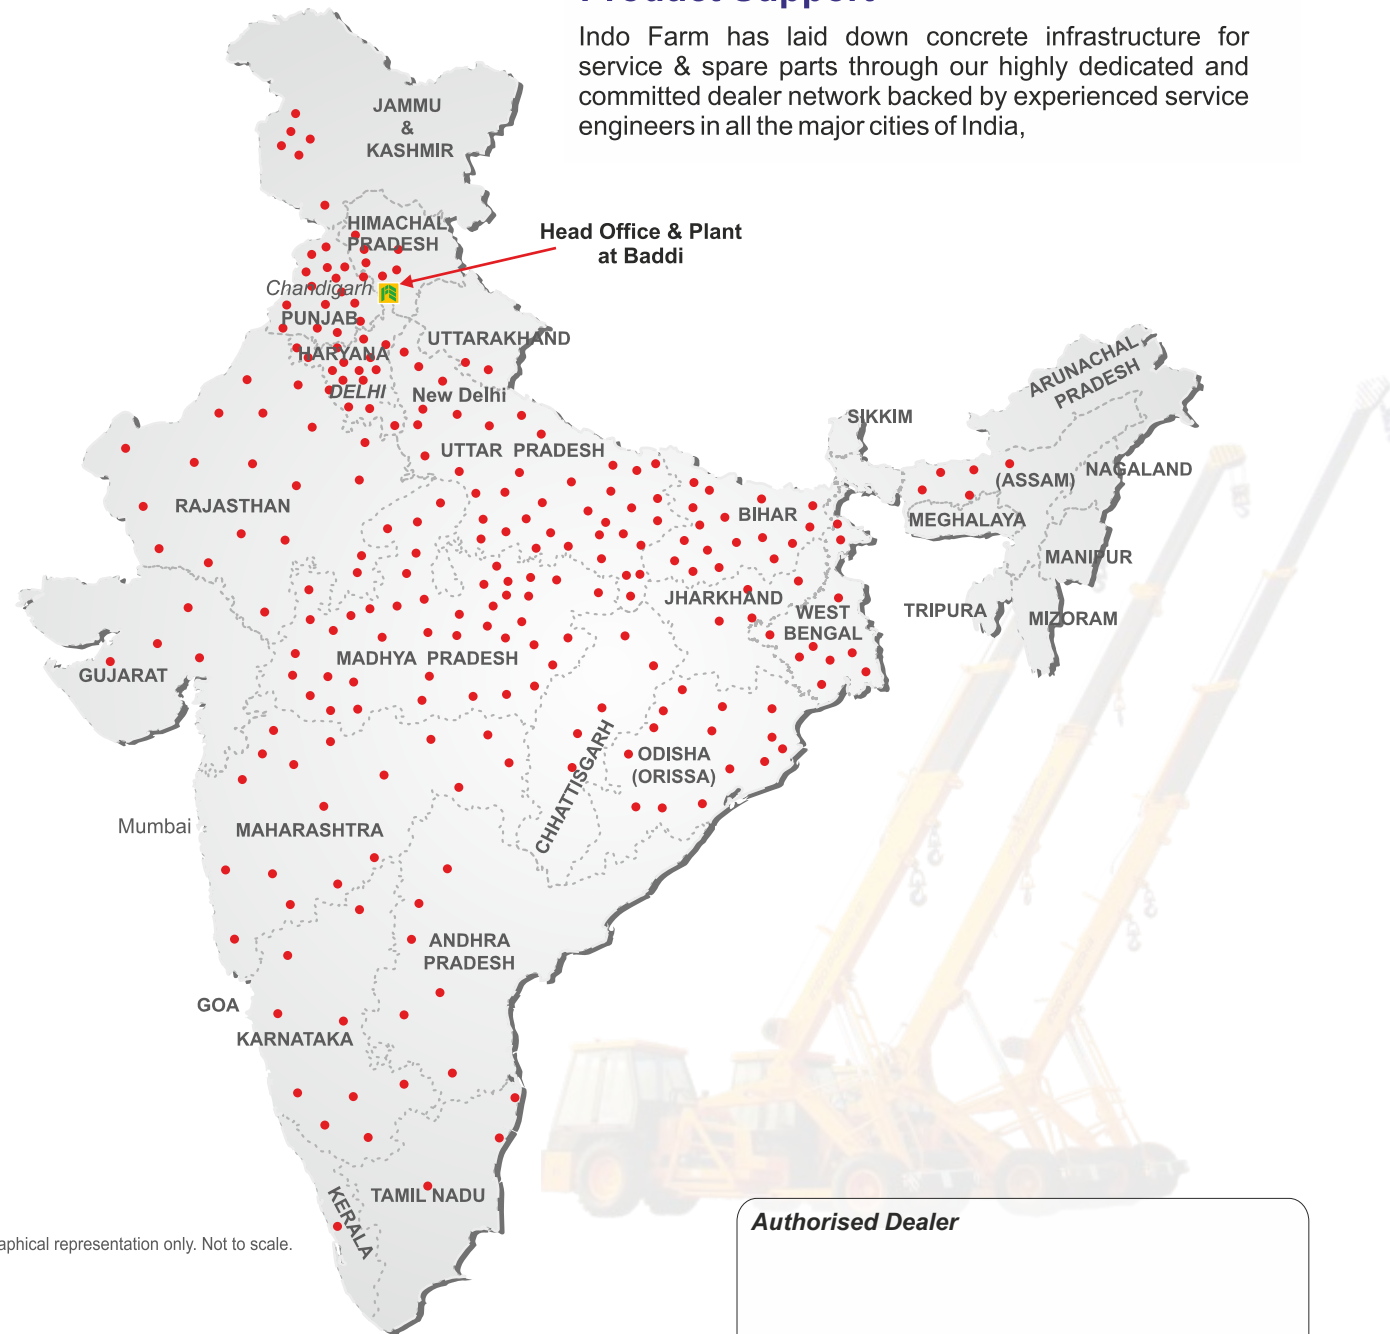 Product Support
Indo Farm has laid down concrete infrastructure for
service & spare parts through our highly dedicated and
committed dealer network backed by experienced service
engineers in all the major cities of India,
JAMMU
&
KASHMIR
HIMACHAL
PRADESH
Head Office & Plant
at Baddi
Chandigarh
PUNJAB
UTTARAKHAND
HARYANA
DELHI
New Delhi
ARUNACHAL
PRADESH
SIKKIM
UTTAR PRADESH
NAGALAND
(ASSAM)
RAJASTHAN
BIHAR
MEGHALAYA
MANIPUR
JHARKHAND
WEST
BENGAL
TRIPURA
MIZORAM
MADHYA PRADESH
GUJARAT
CHHATTISGARH
ODISHA
(ORISSA)
Mumbai
MAHARASHTRA
ANDHRA
PRADESH
GOA
KARNATAKA
TAMIL NADU
KERALA
Authorised Dealer
aphical representation only. Not to scale.